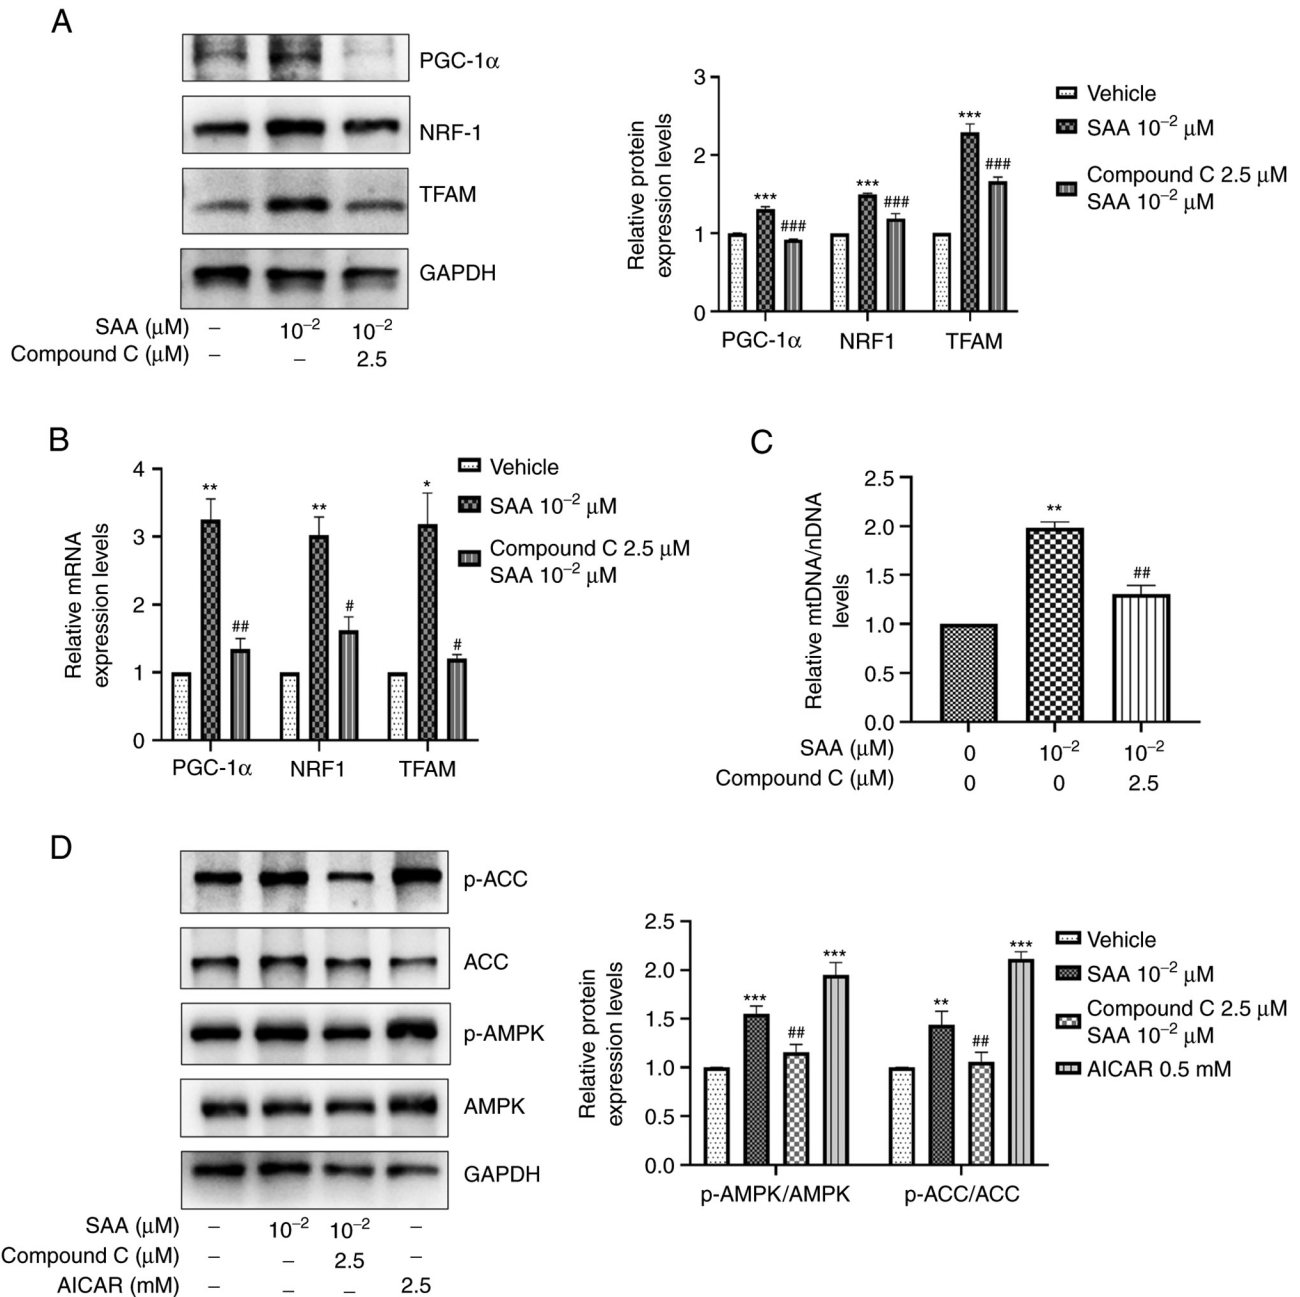 A
PGC-1α
NRF-1
TFAM
GAPDH
SAA (μM) – 10⁻² 10⁻²
Compound C (μM) – – 2.5
Relative protein
expression levels
3
2
1
0
*** ### *** ### *** ###
PGC-1α NRF1 TFAM
Vehicle
SAA 10⁻² μM
Compound C 2.5 μM
SAA 10⁻² μM
B
Relative mRNA
expression levels
4
3
2
1
0
** ## ** # * #
PGC-1α NRF1 TFAM
Vehicle
SAA 10⁻² μM
Compound C 2.5 μM
SAA 10⁻² μM
C
Relative mtDNA/nDNA
levels
2.5
2.0
1.5
1.0
0.5
0.0
** ##
SAA (μM) 0 10⁻² 10⁻²
Compound C (μM) 0 0 2.5
D
p-ACC
ACC
p-AMPK
AMPK
GAPDH
SAA (μM) – 10⁻² 10⁻² –
Compound C (μM) – – 2.5 –
AICAR (mM) – – – 2.5
Relative protein
expression levels
2.5
2.0
1.5
1.0
0.5
0.0
*** ## *** ** ## ***
p-AMPK/AMPK p-ACC/ACC
Vehicle
SAA 10⁻² μM
Compound C 2.5 μM
SAA 10⁻² μM
AICAR 0.5 mM